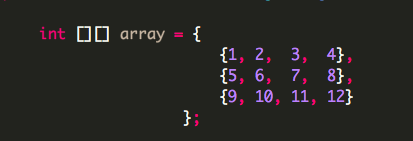 int [][] array = {
{1, 2, 3, 4},
{5, 6, 7, 8},
{9, 10, 11, 12}
};